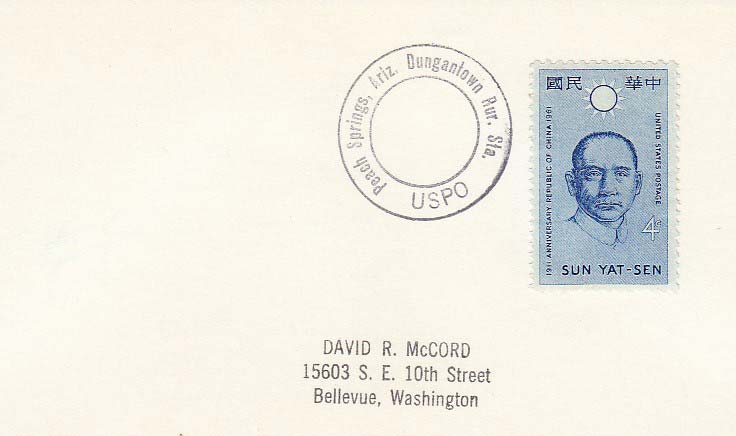 Peach Springs, Ariz. Dungantown Rur. Sta.
USPO
國民 華中
1911 ANNIVERSARY REPUBLIC OF CHINA 1961
UNITED STATES POSTAGE
4¢
SUN YAT-SEN
DAVID R. McCORD
15603 S. E. 10th Street
Bellevue, Washington